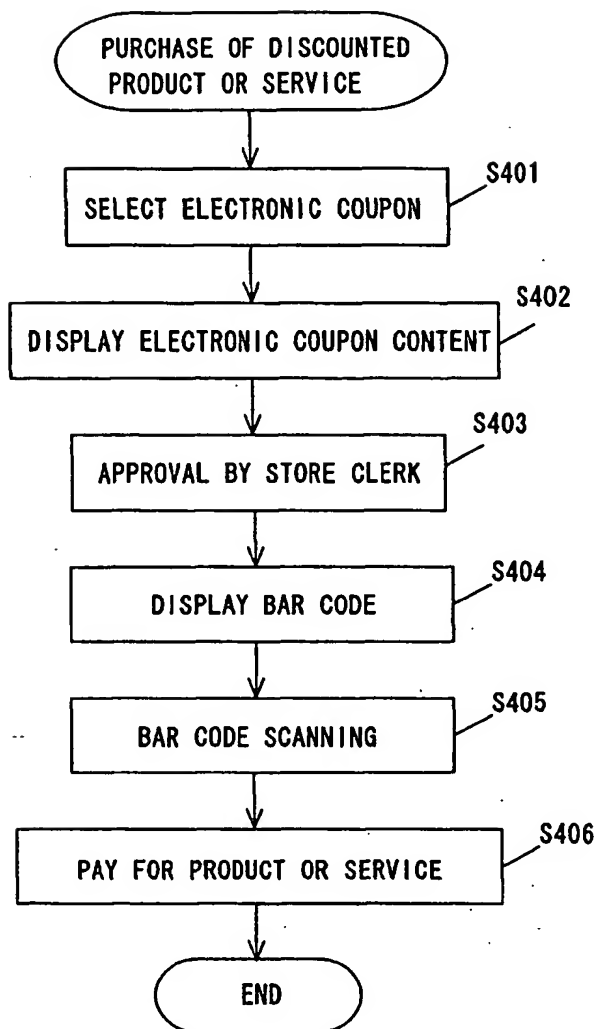 PURCHASE OF DISCOUNTED
PRODUCT OR SERVICE
S401
SELECT ELECTRONIC COUPON
S402
DISPLAY ELECTRONIC COUPON CONTENT
S403
APPROVAL BY STORE CLERK
S404
DISPLAY BAR CODE
S405
BAR CODE SCANNING
S406
PAY FOR PRODUCT OR SERVICE
END